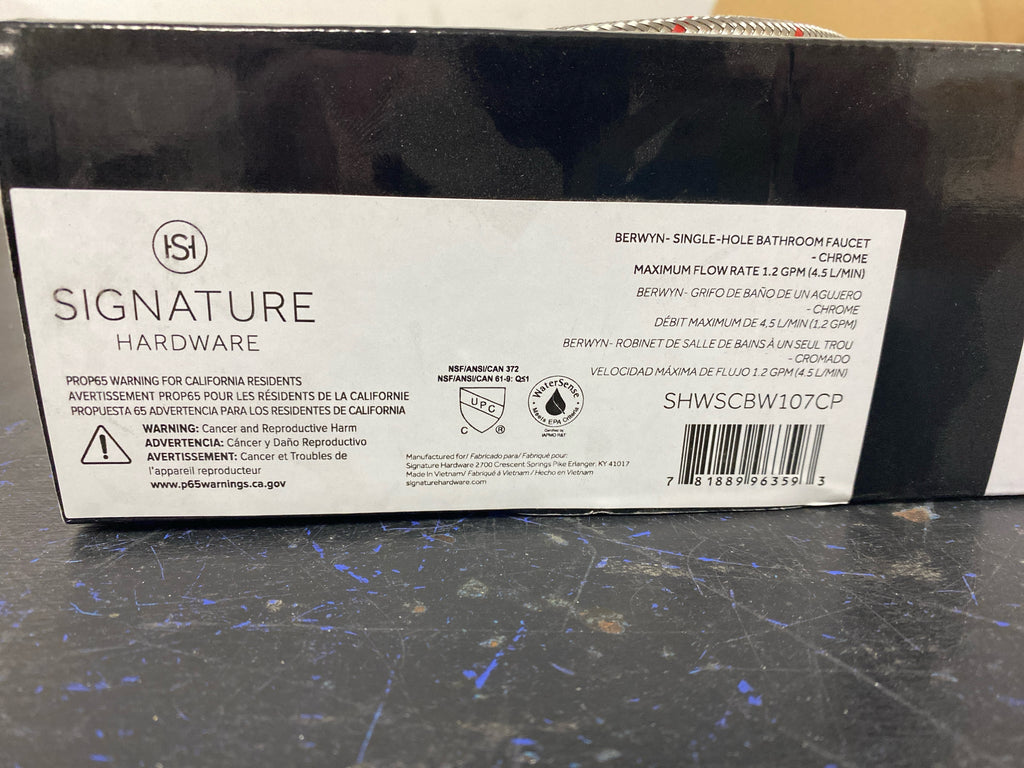 SH
SIGNATURE
HARDWARE
PROP65 WARNING FOR CALIFORNIA RESIDENTS
AVERTISSEMENT PROP65 POUR LES RÉSIDENTS DE LA CALIFORNIE
PROPUESTA 65 ADVERTENCIA PARA LOS RESIDENTES DE CALIFORNIA
WARNING: Cancer and Reproductive Harm
ADVERTENCIA: Cáncer y Daño Reproductivo
AVERTISSEMENT: Cancer et Troubles de
l'appareil reproducteur
www.p65warnings.ca.gov
NSF/ANSI/CAN 372
NSF/ANSI/CAN 61-9: Q≤1
UPC
C ®
WaterSense
Meets EPA Criteria
Certified by
IAPMO R&T
Manufactured for/ Fabricado para/ Fabriqué pour:
Signature Hardware 2700 Crescent Springs Pike Erlanger, KY 41017
Made in Vietnam/ Fabriqué à Vietnam/ Hecho en Vietnam
signaturehardware.com
BERWYN- SINGLE-HOLE BATHROOM FAUCET
- CHROME
MAXIMUM FLOW RATE 1.2 GPM (4.5 L/MIN)
BERWYN- GRIFO DE BAÑO DE UN AGUJERO
- CHROME
DÉBIT MAXIMUM DE 4,5 L/MIN (1.2 GPM)
BERWYN- ROBINET DE SALLE DE BAINS À UN SEUL TROU
- CROMADO
VELOCIDAD MÁXIMA DE FLUJO 1.2 GPM (4.5 L/MIN)
SHWSCBW107CP
7 81889 96359 3